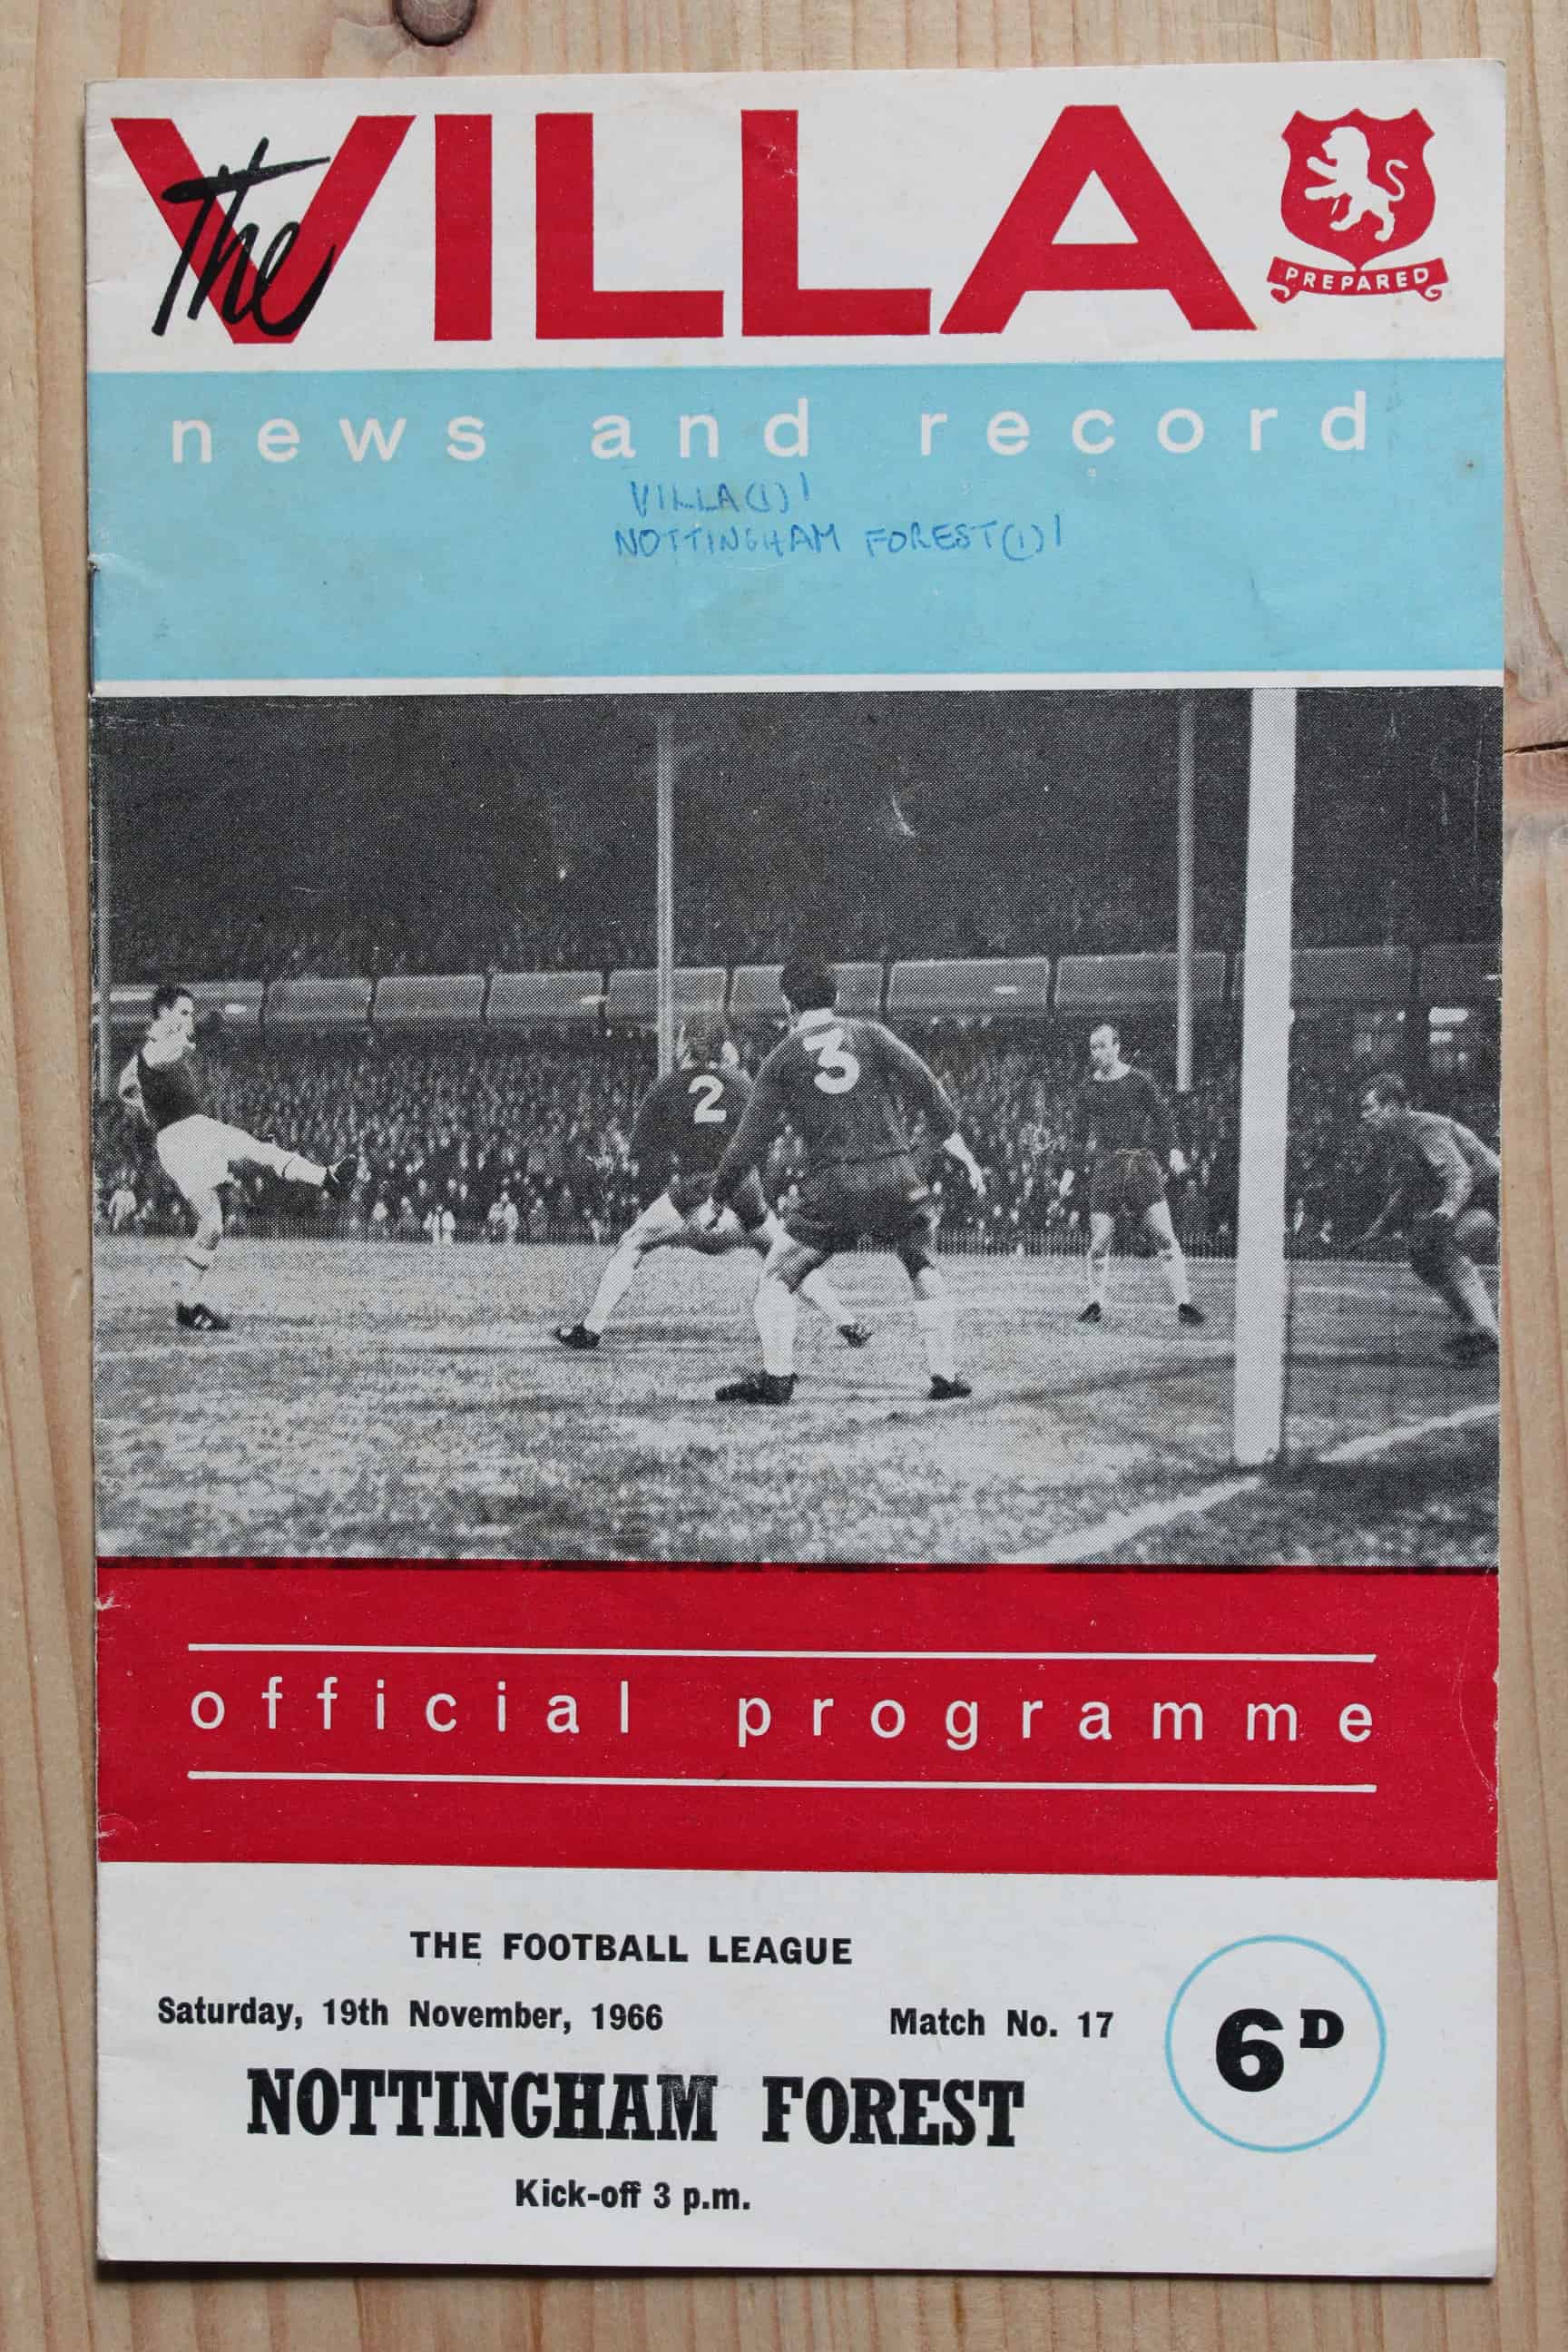 The VILLA
PREPARED
news and record
VILLA (1) 1
NOTTINGHAM FOREST (1) 1
2
3
official programme
THE FOOTBALL LEAGUE
Saturday, 19th November, 1966 Match No. 17
6D
NOTTINGHAM FOREST
Kick-off 3 p.m.